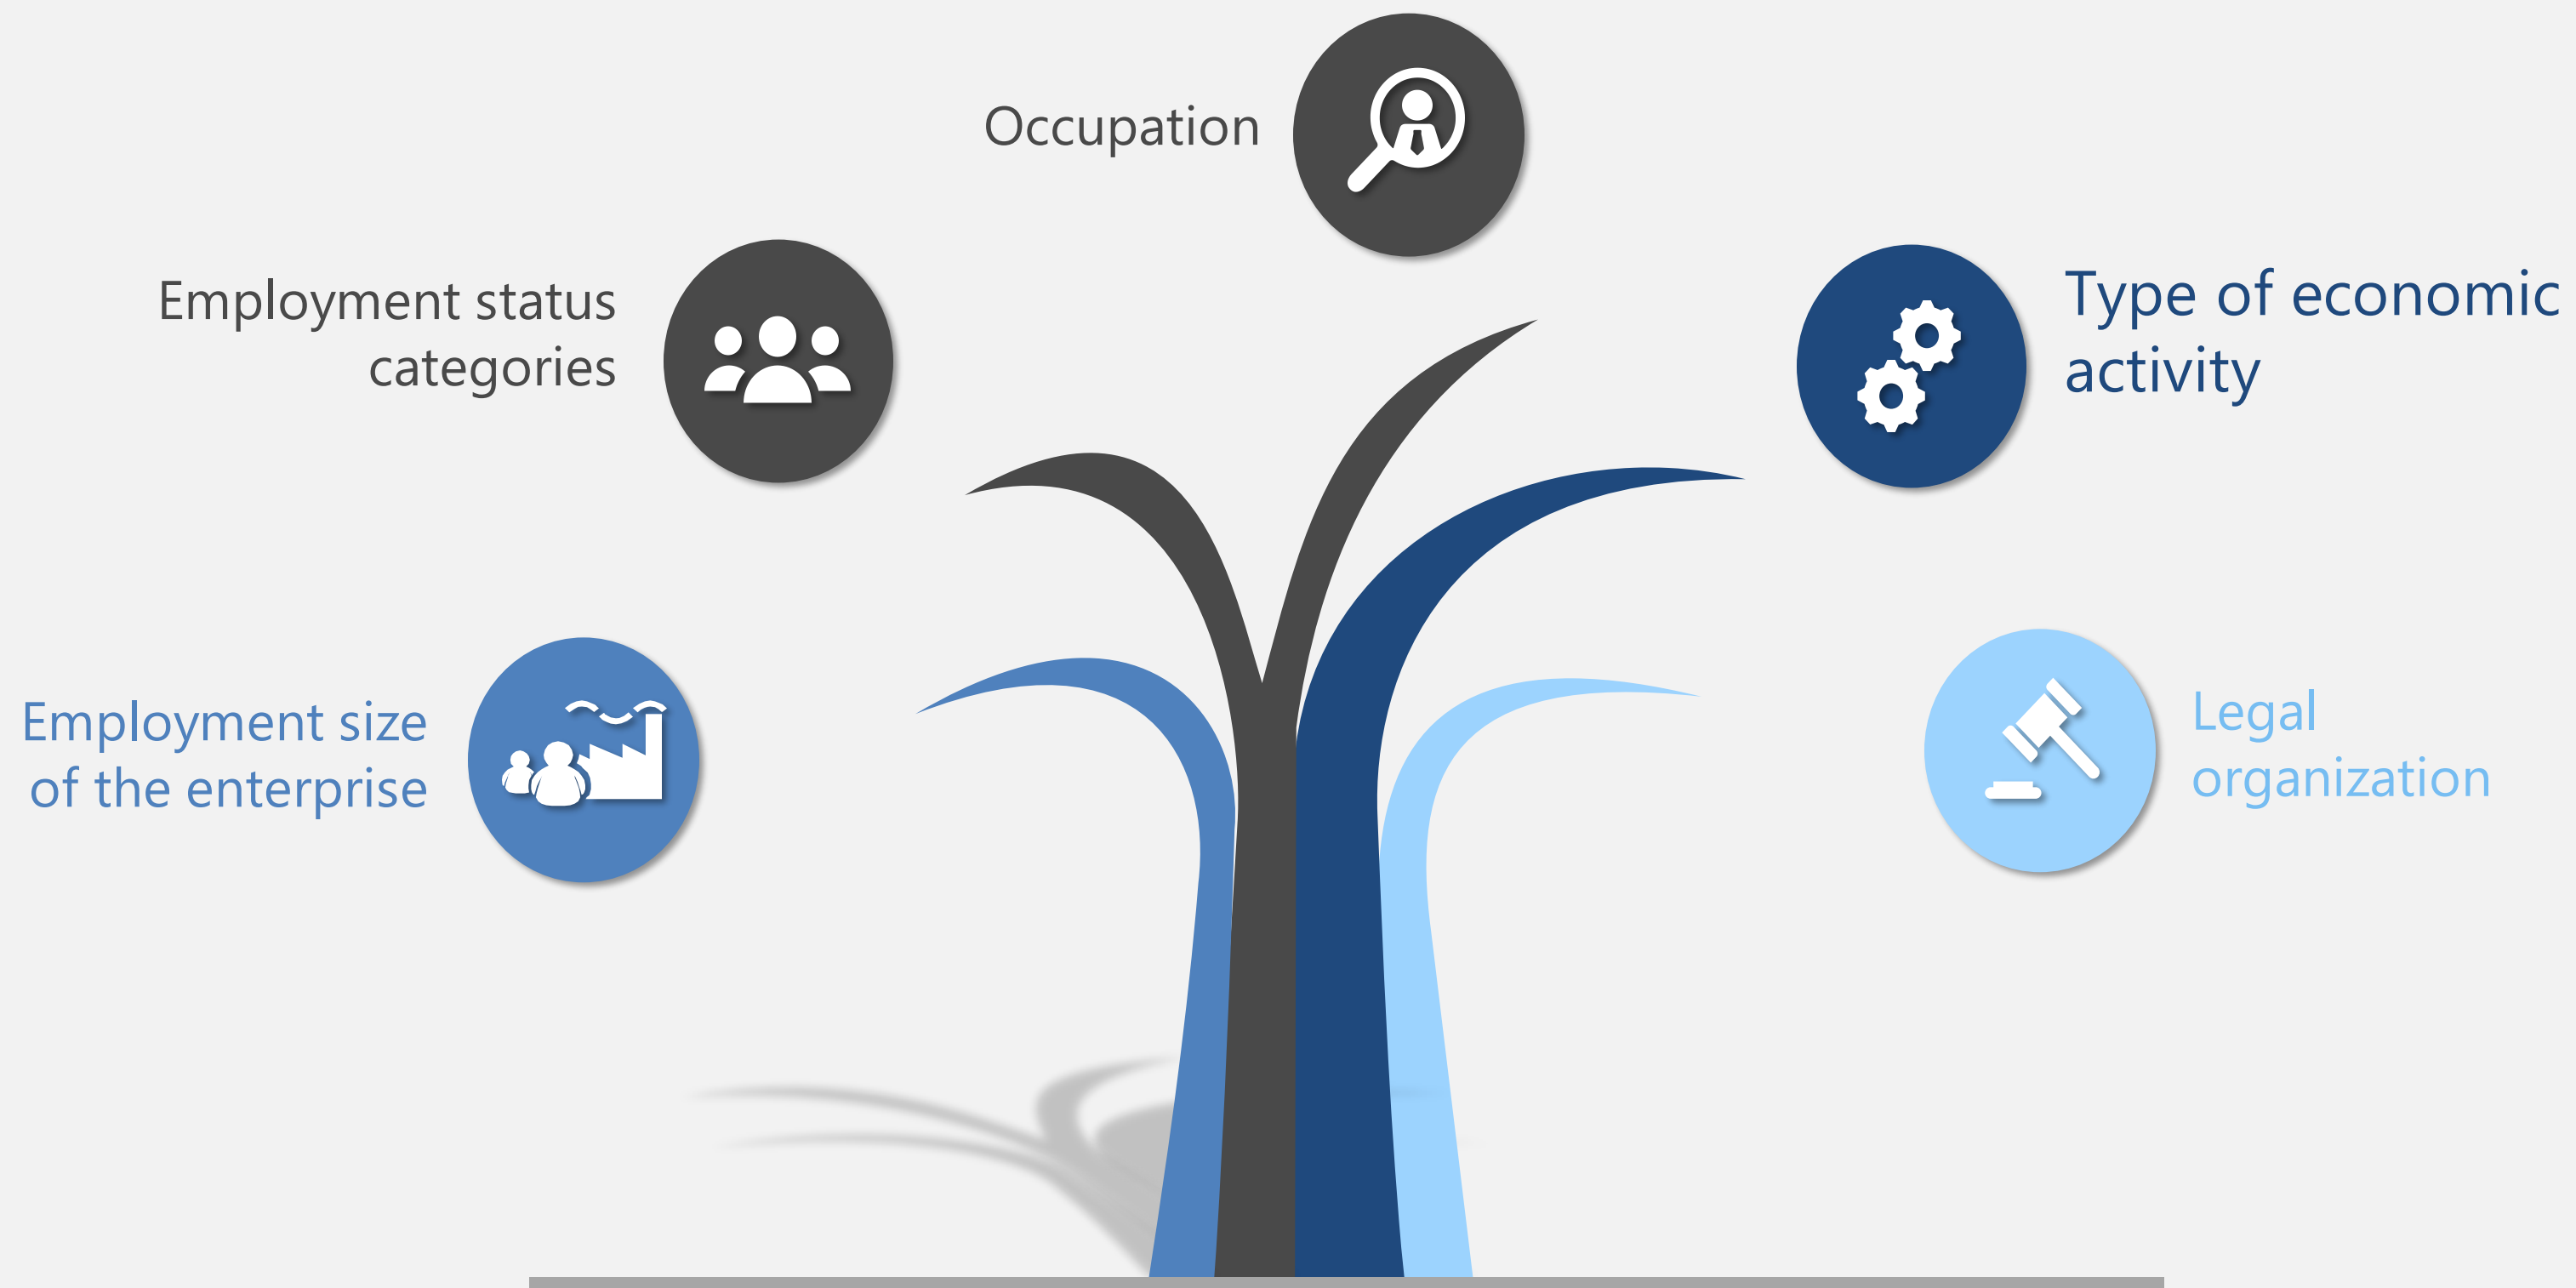 Occupation
Employment status
categories
Type of economic
activity
Employment size
of the enterprise
Legal
organization